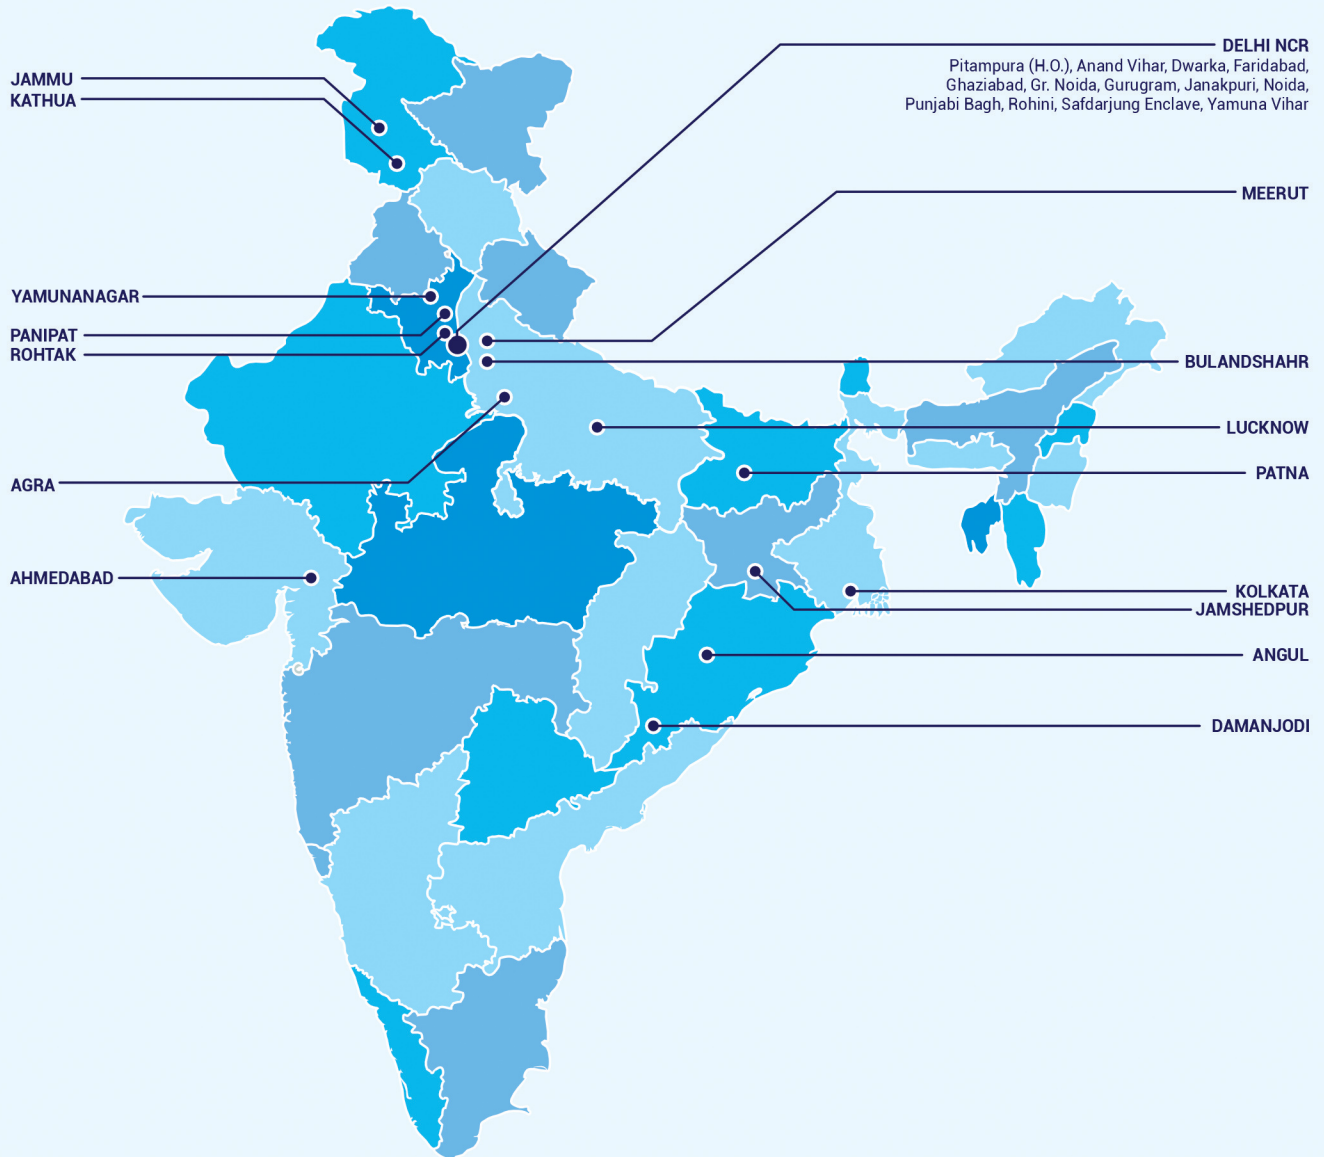 DELHI NCR
Pitampura (H.O.), Anand Vihar, Dwarka, Faridabad,
Ghaziabad, Gr. Noida, Gurugram, Janakpuri, Noida,
Punjabi Bagh, Rohini, Safdarjung Enclave, Yamuna Vihar
JAMMU
KATHUA
MEERUT
YAMUNANAGAR
PANIPAT
ROHTAK
BULANDSHAHR
LUCKNOW
PATNA
AGRA
AHMEDABAD
KOLKATA
JAMSHEDPUR
ANGUL
DAMANJODI